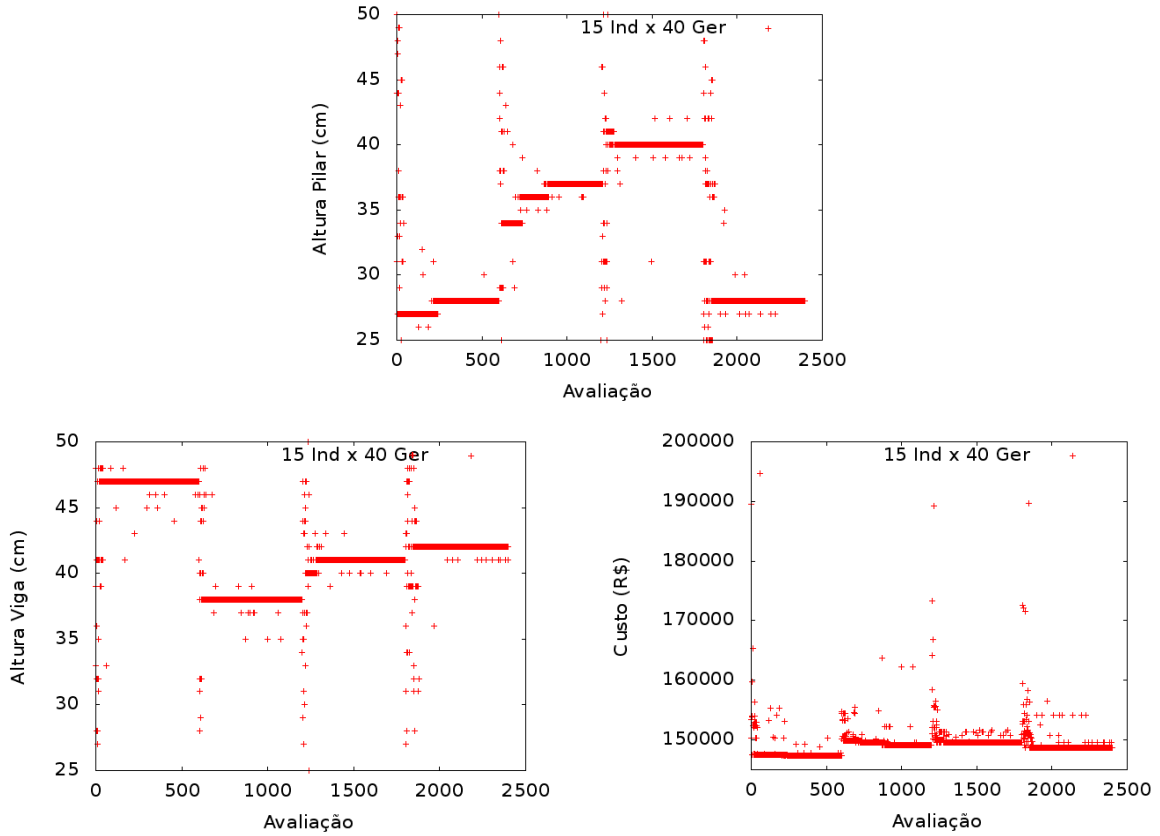 50
45
40
35
30
25
Altura Pilar (cm)
15 Ind x 40 Ger
0 500 1000 1500 2000 2500
Avaliação
50
45
40
35
30
25
Altura Viga (cm)
15 Ind x 40 Ger
0 500 1000 1500 2000 2500
Avaliação
200000
190000
180000
170000
160000
150000
Custo (R$)
15 Ind x 40 Ger
0 500 1000 1500 2000 2500
Avaliação